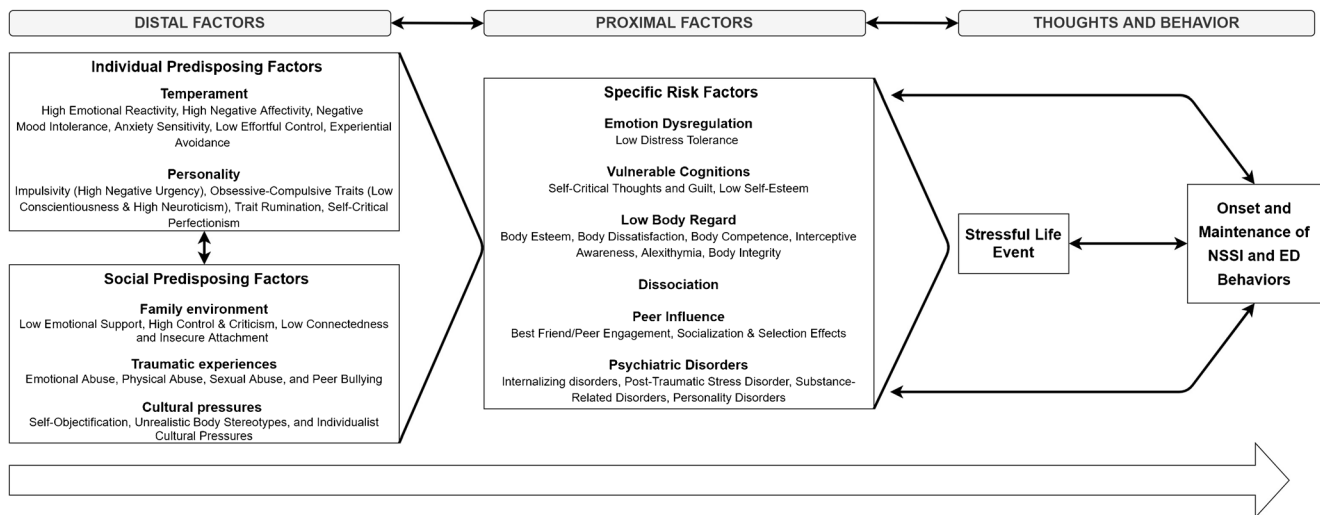 DISTAL FACTORS
PROXIMAL FACTORS
THOUGHTS AND BEHAVIOR
Individual Predisposing Factors
Temperament
High Emotional Reactivity, High Negative Affectivity, Negative
Mood Intolerance, Anxiety Sensitivity, Low Effortful Control, Experiential
Avoidance
Personality
Impulsivity (High Negative Urgency), Obsessive-Compulsive Traits (Low
Conscientiousness & High Neuroticism), Trait Rumination, Self-Critical
Perfectionism
Social Predisposing Factors
Family environment
Low Emotional Support, High Control & Criticism, Low Connectedness
and Insecure Attachment
Traumatic experiences
Emotional Abuse, Physical Abuse, Sexual Abuse, and Peer Bullying
Cultural pressures
Self-Objectification, Unrealistic Body Stereotypes, and Individualist
Cultural Pressures
Specific Risk Factors
Emotion Dysregulation
Low Distress Tolerance
Vulnerable Cognitions
Self-Critical Thoughts and Guilt, Low Self-Esteem
Low Body Regard
Body Esteem, Body Dissatisfaction, Body Competence, Interceptive
Awareness, Alexithymia, Body Integrity
Dissociation
Peer Influence
Best Friend/Peer Engagement, Socialization & Selection Effects
Psychiatric Disorders
Internalizing disorders, Post-Traumatic Stress Disorder, Substance-
Related Disorders, Personality Disorders
Stressful Life
Event
Onset and
Maintenance of
NSSI and ED
Behaviors